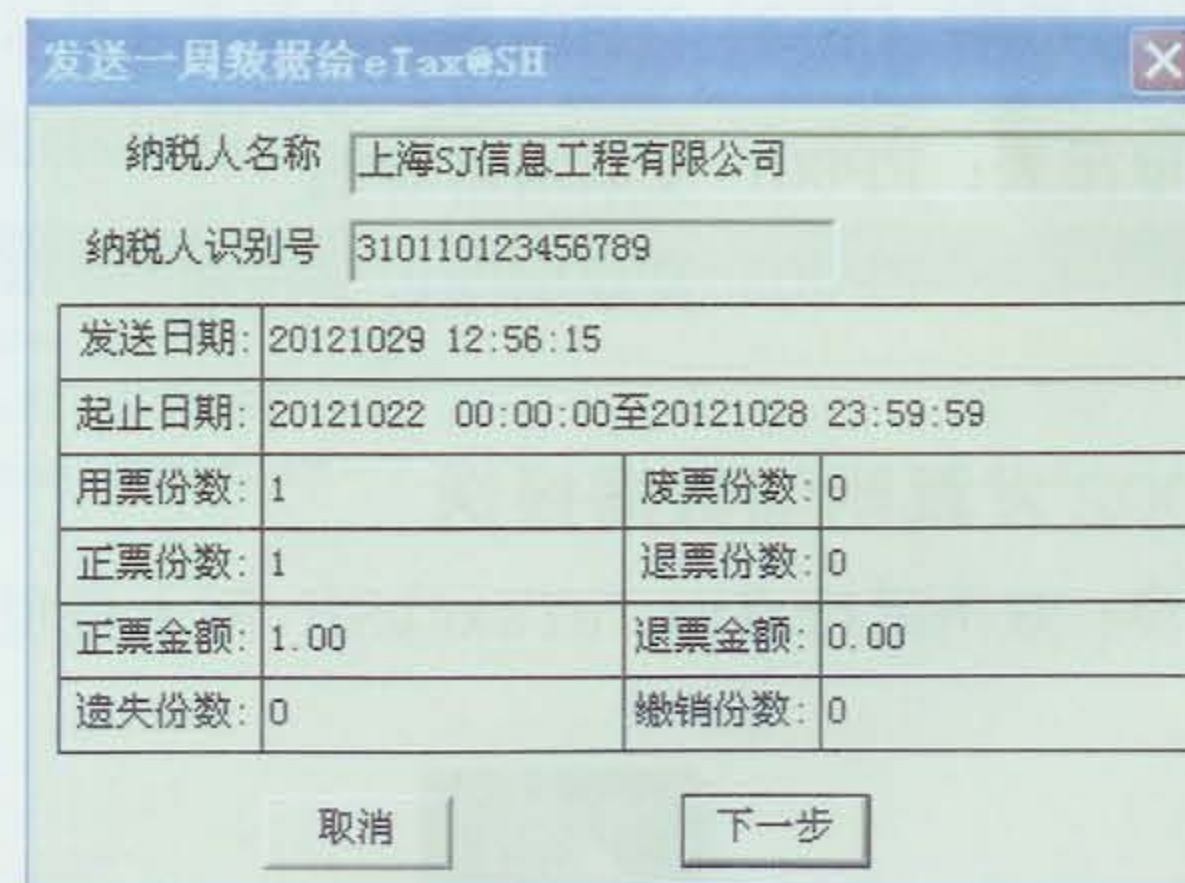 发送一周数据给eTax@SH
纳税人名称 上海SJ信息工程有限公司
纳税人识别号 310110123456789
发送日期: 20121029 12:56:15
起止日期: 20121022 00:00:00至20121028 23:59:59
用票份数: 1 废票份数: 0
正票份数: 1 退票份数: 0
正票金额: 1.00 退票金额: 0.00
遗失份数: 0 缴销份数: 0
取消 下一步